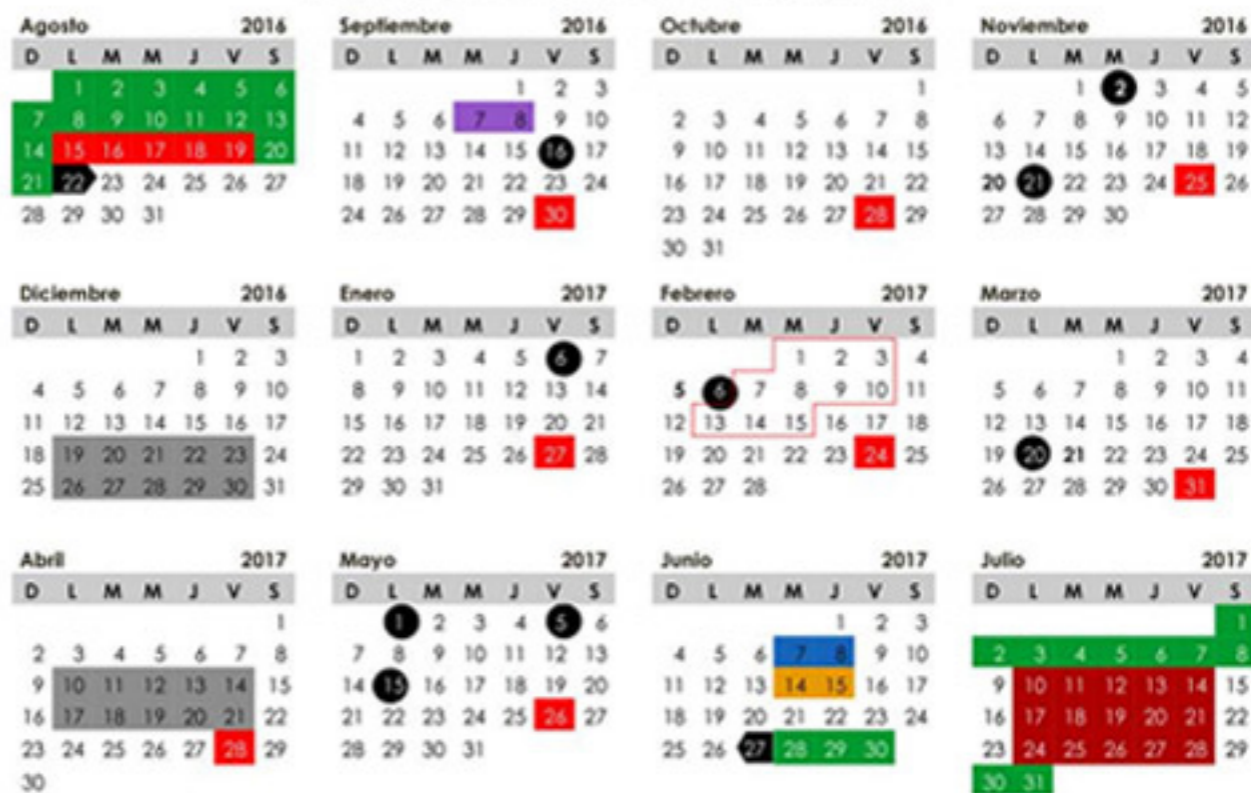 Agosto 2016
D L M M J V S
1 2 3 4 5 6
7 8 9 10 11 12 13
14 15 16 17 18 19 20
21 22 23 24 25 26 27
28 29 30 31
Septiembre 2016
D L M M J V S
1 2 3
4 5 6 7 8 9 10
11 12 13 14 15 16 17
18 19 20 21 22 23 24
24 26 27 28 29 30
Octubre 2016
D L M M J V S
1
2 3 4 5 6 7 8
9 10 11 12 13 14 15
16 17 18 19 20 21 22
23 24 25 26 27 28 29
30 31
Noviembre 2016
D L M M J V S
1 2 3 4 5
6 7 8 9 10 11 12
13 14 15 16 17 18 19
20 21 22 23 24 25 26
27 28 29 30
Diciembre 2016
D L M M J V S
1 2 3
4 5 6 7 8 9 10
11 12 13 14 15 16 17
18 19 20 21 22 23 24
25 26 27 28 29 30 31
Enero 2017
D L M M J V S
1 2 3 4 5 6 7
8 9 10 11 12 13 14
15 16 17 18 19 20 21
22 23 24 25 26 27 28
29 30 31
Febrero 2017
D L M M J V S
1 2 3 4
5 6 7 8 9 10 11
12 13 14 15 16 17 18
19 20 21 22 23 24 25
26 27 28
Marzo 2017
D L M M J V S
1 2 3 4
5 6 7 8 9 10 11
12 13 14 15 16 17 18
19 20 21 22 23 24 25
26 27 28 29 30 31
Abril 2017
D L M M J V S
1
2 3 4 5 6 7 8
9 10 11 12 13 14 15
16 17 18 19 20 21 22
23 24 25 26 27 28 29
30
Mayo 2017
D L M M J V S
1 2 3 4 5 6
7 8 9 10 11 12 13
14 15 16 17 18 19 20
21 22 23 24 25 26 27
28 29 30 31
Junio 2017
D L M M J V S
1 2 3
4 5 6 7 8 9 10
11 12 13 14 15 16 17
18 19 20 21 22 23 24
25 26 27 28 29 30
Julio 2017
D L M M J V S
1
2 3 4 5 6 7 8
9 10 11 12 13 14 15
16 17 18 19 20 21 22
23 24 25 26 27 28 29
30 31